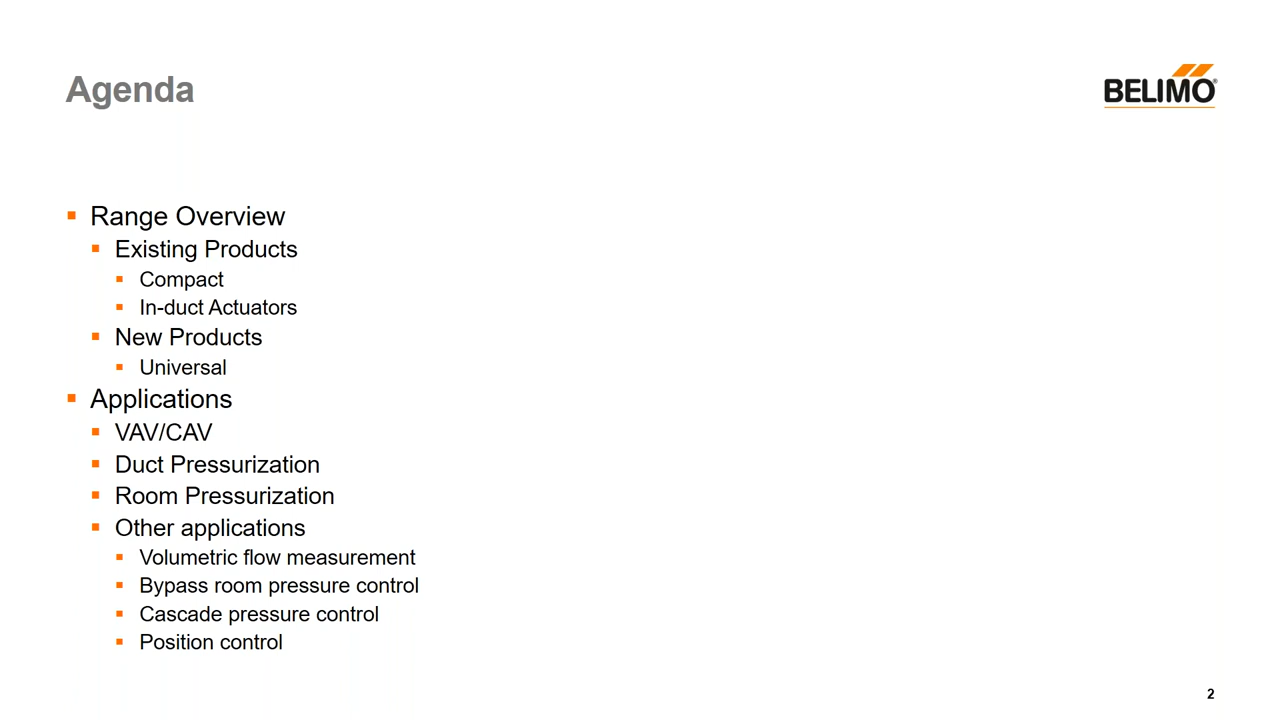 Agenda
BELIMO®
Range Overview
Existing Products
Compact
In-duct Actuators
New Products
Universal
Applications
VAV/CAV
Duct Pressurization
Room Pressurization
Other applications
Volumetric flow measurement
Bypass room pressure control
Cascade pressure control
Position control
2